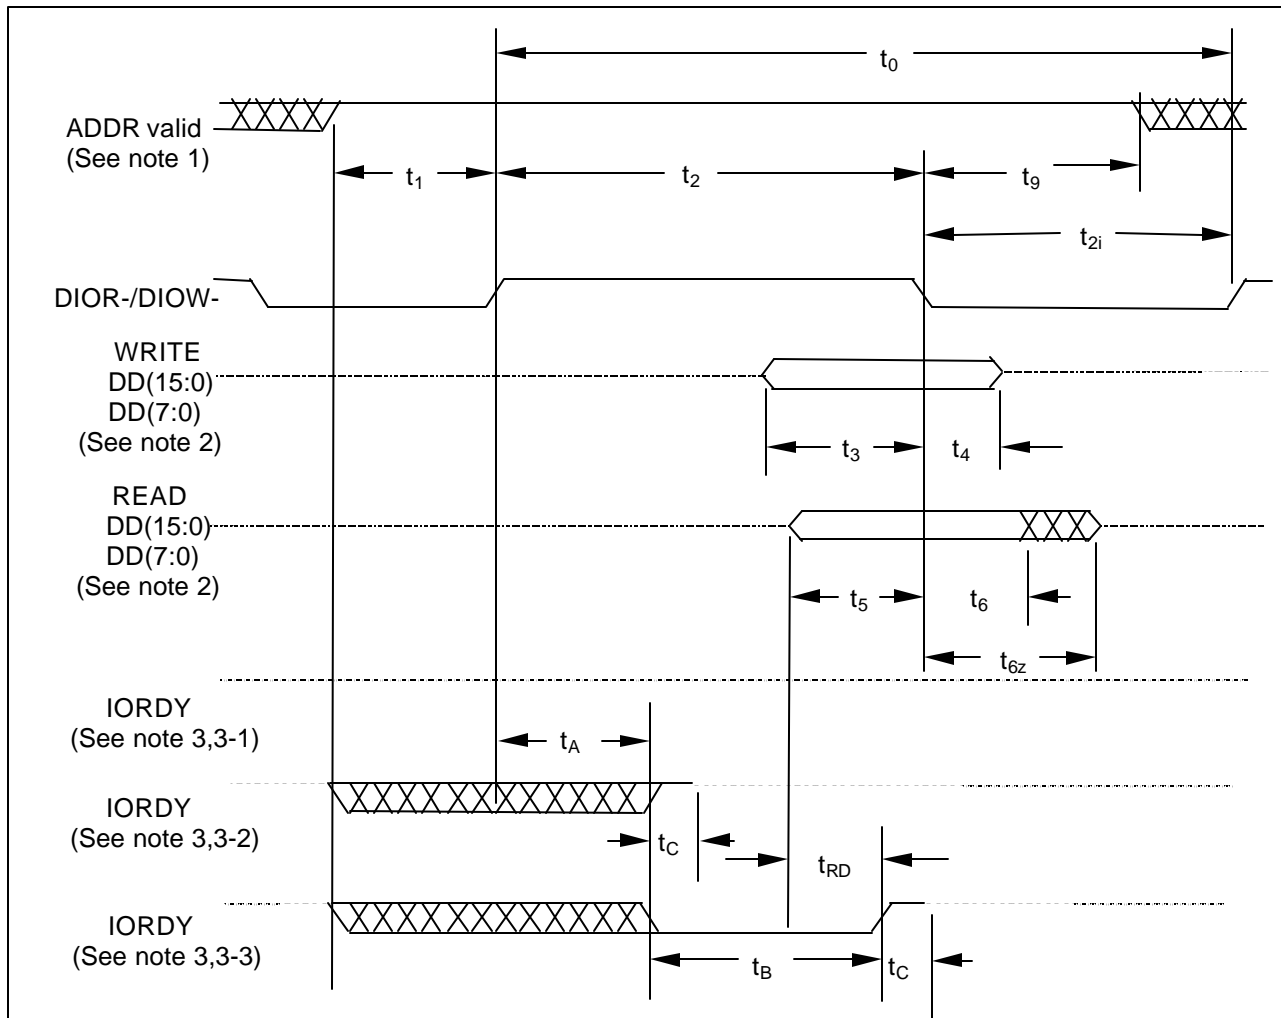 t0
ADDR valid
(See note 1)
t1
t2
t9
t2i
DIOR-/DIOW-
WRITE
DD(15:0)
DD(7:0)
(See note 2)
t3
t4
READ
DD(15:0)
DD(7:0)
(See note 2)
t5
t6
t6z
IORDY
(See note 3,3-1)
tA
IORDY
(See note 3,3-2)
tC
tRD
IORDY
(See note 3,3-3)
tB
tC